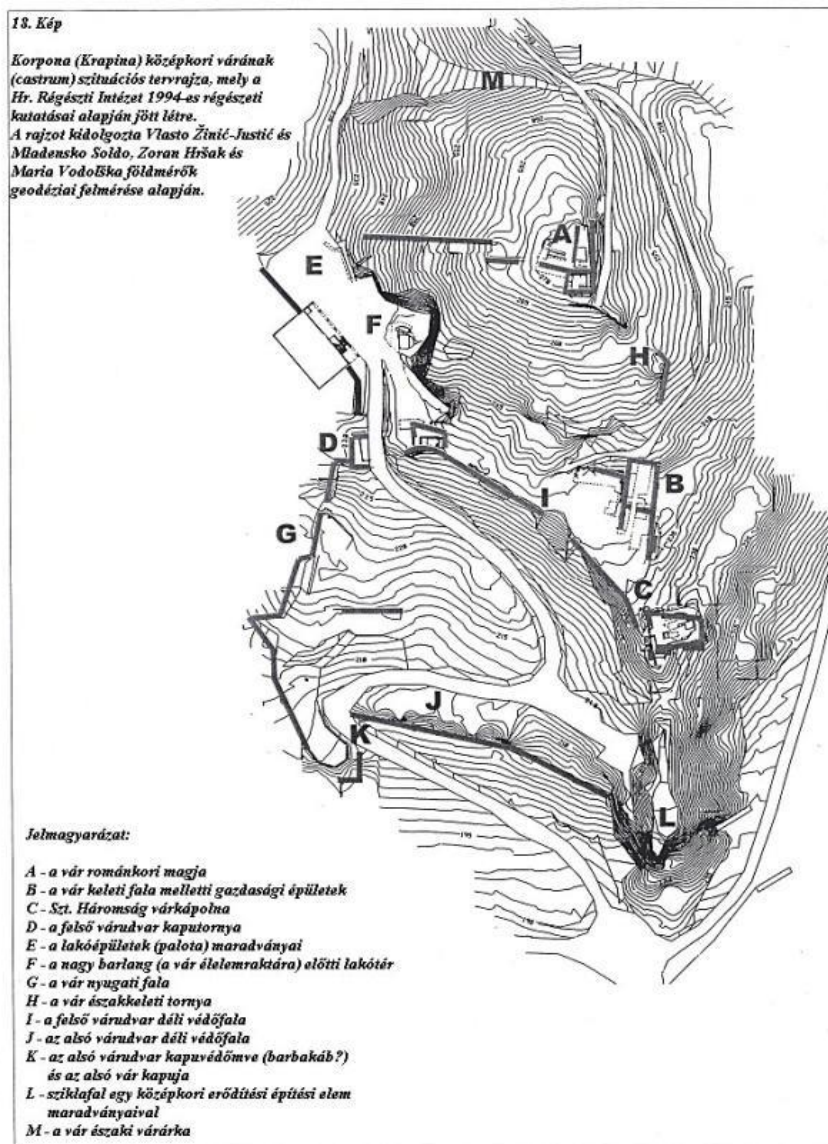 18. Kép
Korpona (Krapina) középkori várának
(castrum) szituációs tervrajza, mely a
Hr. Régészti Intézet 1994-es régészeti
kutatásai alapján jött létre.
A rajzot kidolgozta Vlasto Žinić-Justić és
Mladensko Soldo, Zoran Hršak és
Maria Vodolška földmérők
geodéziai felmérése alapján.
M
A
E
F
H
D
B
I
G
C
J
K
L
Jelmagyarázat:
A - a vár románkori magja
B - a vár keleti fala melletti gazdasági épületek
C - Szt. Háromság várkápolna
D - a felső várudvar kaputornya
E - a lakóépületek (palota) maradványai
F - a nagy barlang (a vár élelemraktára) előtti lakótér
G - a vár nyugati fala
H - a vár északkeleti tornya
I - a felső várudvar déli védőfala
J - az alsó várudvar déli védőfala
K - az alsó várudvar kapuvédőmve (barbakáb?)
és az alsó vár kapuja
L - sziklafal egy középkori erődítési építési elem
maradványaival
M - a vár északi várárka